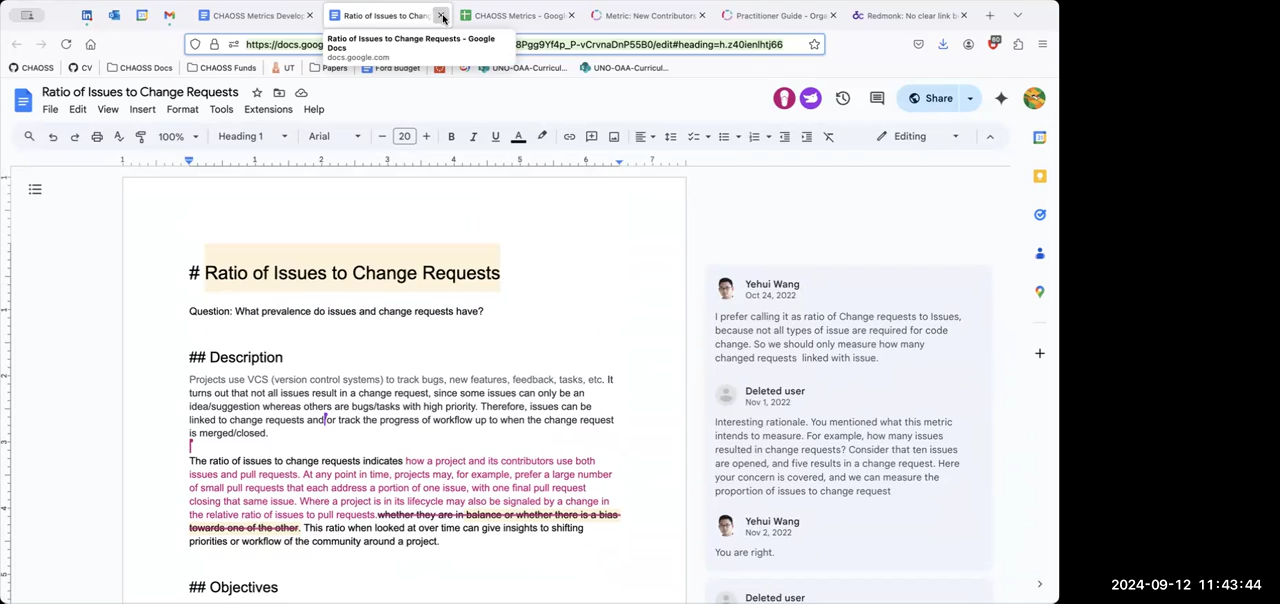 CHAOSS Metrics Develo
Ratio of Issues to Chan
CHAOSS Metrics - Googl
Metric: New Contributors
Practitioner Guide - Orga
Redmonk: No clear link b
https://docs.goog
8Pgg9Yf4p_P-vCrvnaDnP55B0/edit#heading=h.z40ienlhtj66
Ratio of Issues to Change Requests - Google
Docs
docs.google.com
CHAOSS
CV
CHAOSS Docs
CHAOSS Funds
UT
Papers
Ford Budget
UNO-OAA-Curricul...
UNO-OAA-Curricul...
Ratio of Issues to Change Requests
File Edit View Insert Format Tools Extensions Help
Share
100% Heading 1 Arial 20 Editing
1 1 2 3 4 5 6 7
# Ratio of Issues to Change Requests
Question: What prevalence do issues and change requests have?
## Description
Projects use VCS (version control systems) to track bugs, new features, feedback, tasks, etc. It
turns out that not all issues result in a change request, since some issues can only be an
idea/suggestion whereas others are bugs/tasks with high priority. Therefore, issues can be
linked to change requests and/or track the progress of workflow up to when the change request
is merged/closed.
The ratio of issues to change requests indicates how a project and its contributors use both
issues and pull requests. At any point in time, projects may, for example, prefer a large number
of small pull requests that each address a portion of one issue, with one final pull request
closing that same issue. Where a project is in its lifecycle may also be signaled by a change in
the relative ratio of issues to pull requests.whether they are in balance or whether there is a bias
towards one of the other. This ratio when looked at over time can give insights to shifting
priorities or workflow of the community around a project.
## Objectives
Yehui Wang
Oct 24, 2022
I prefer calling it as ratio of Change requests to Issues,
because not all types of issue are required for code
change. So we should only measure how many
changed requests linked with issue.
Deleted user
Nov 1, 2022
Interesting rationale. You mentioned what this metric
intends to measure. For example, how many issues
resulted in change requests? Consider that ten issues
are opened, and five results in a change request. Here
your concern is covered, and we can measure the
proportion of issues to change request
Yehui Wang
Nov 2, 2022
You are right.
Deleted user
2024-09-12 11:43:44